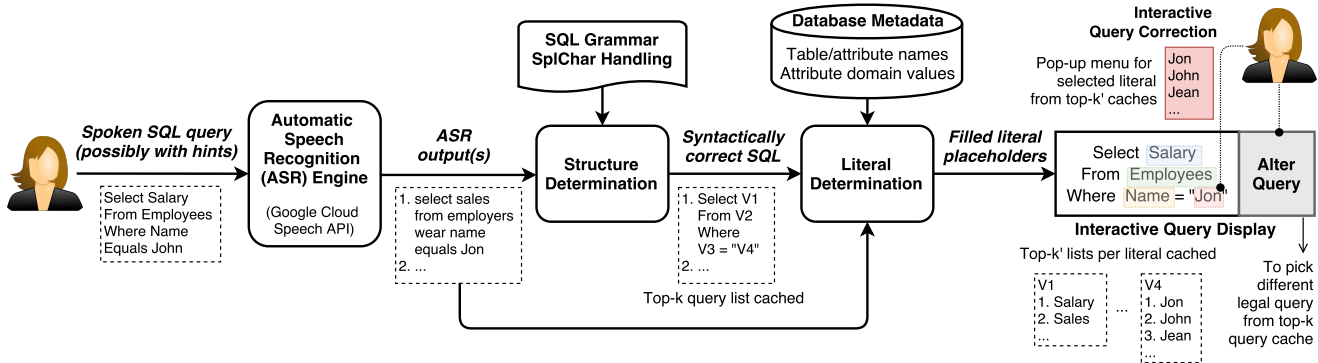 Spoken SQL query
(possibly with hints)
Select Salary
From Employees
Where Name
Equals John
Automatic
Speech
Recognition
(ASR) Engine
(Google Cloud
Speech API)
ASR
output(s)
1. select sales
from employers
wear name
equals Jon
2. ...
SQL Grammar
SplChar Handling
Structure
Determination
Syntactically
correct SQL
1. Select V1
From V2
Where
V3 = "V4"
2. ...
Top-k query list cached
Database Metadata
Table/attribute names
Attribute domain values
Literal
Determination
Filled literal
placeholders
Interactive
Query Correction
Pop-up menu for
selected literal
from top-k' caches
Jon
John
Jean
...
Select Salary
From Employees
Where Name = "Jon"
Alter
Query
Interactive Query Display
Top-k' lists per literal cached
V1
1. Salary
2. Sales
...
...
V4
1. Jon
2. John
3. Jean
...
To pick
different
legal query
from top-k
query cache